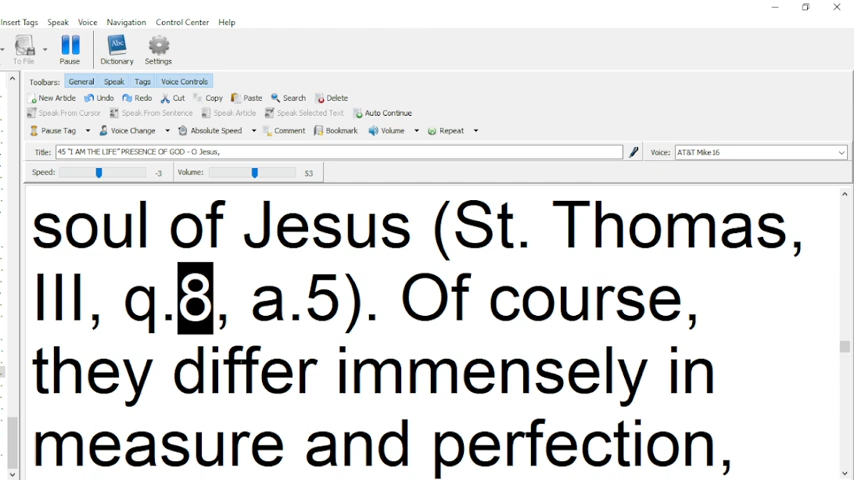 Insert Tags Speak Voice Navigation Control Center Help
To File Pause Dictionary Settings
Toolbars: General Speak Tags Voice Controls
New Article Undo Redo Cut Copy Paste Search Delete
Speak From Cursor Speak From Sentence Speak Article Speak Selected Text Auto Continue
Pause Tag Voice Change Absolute Speed Comment Bookmark Volume Repeat
Title: 45 "I AM THE LIFE" PRESENCE OF GOD - O Jesus, Voice: AT&T Mike16
Speed: -3 Volume: 53
soul of Jesus (St. Thomas,
III, q.8, a.5). Of course,
they differ immensely in
measure and perfection,